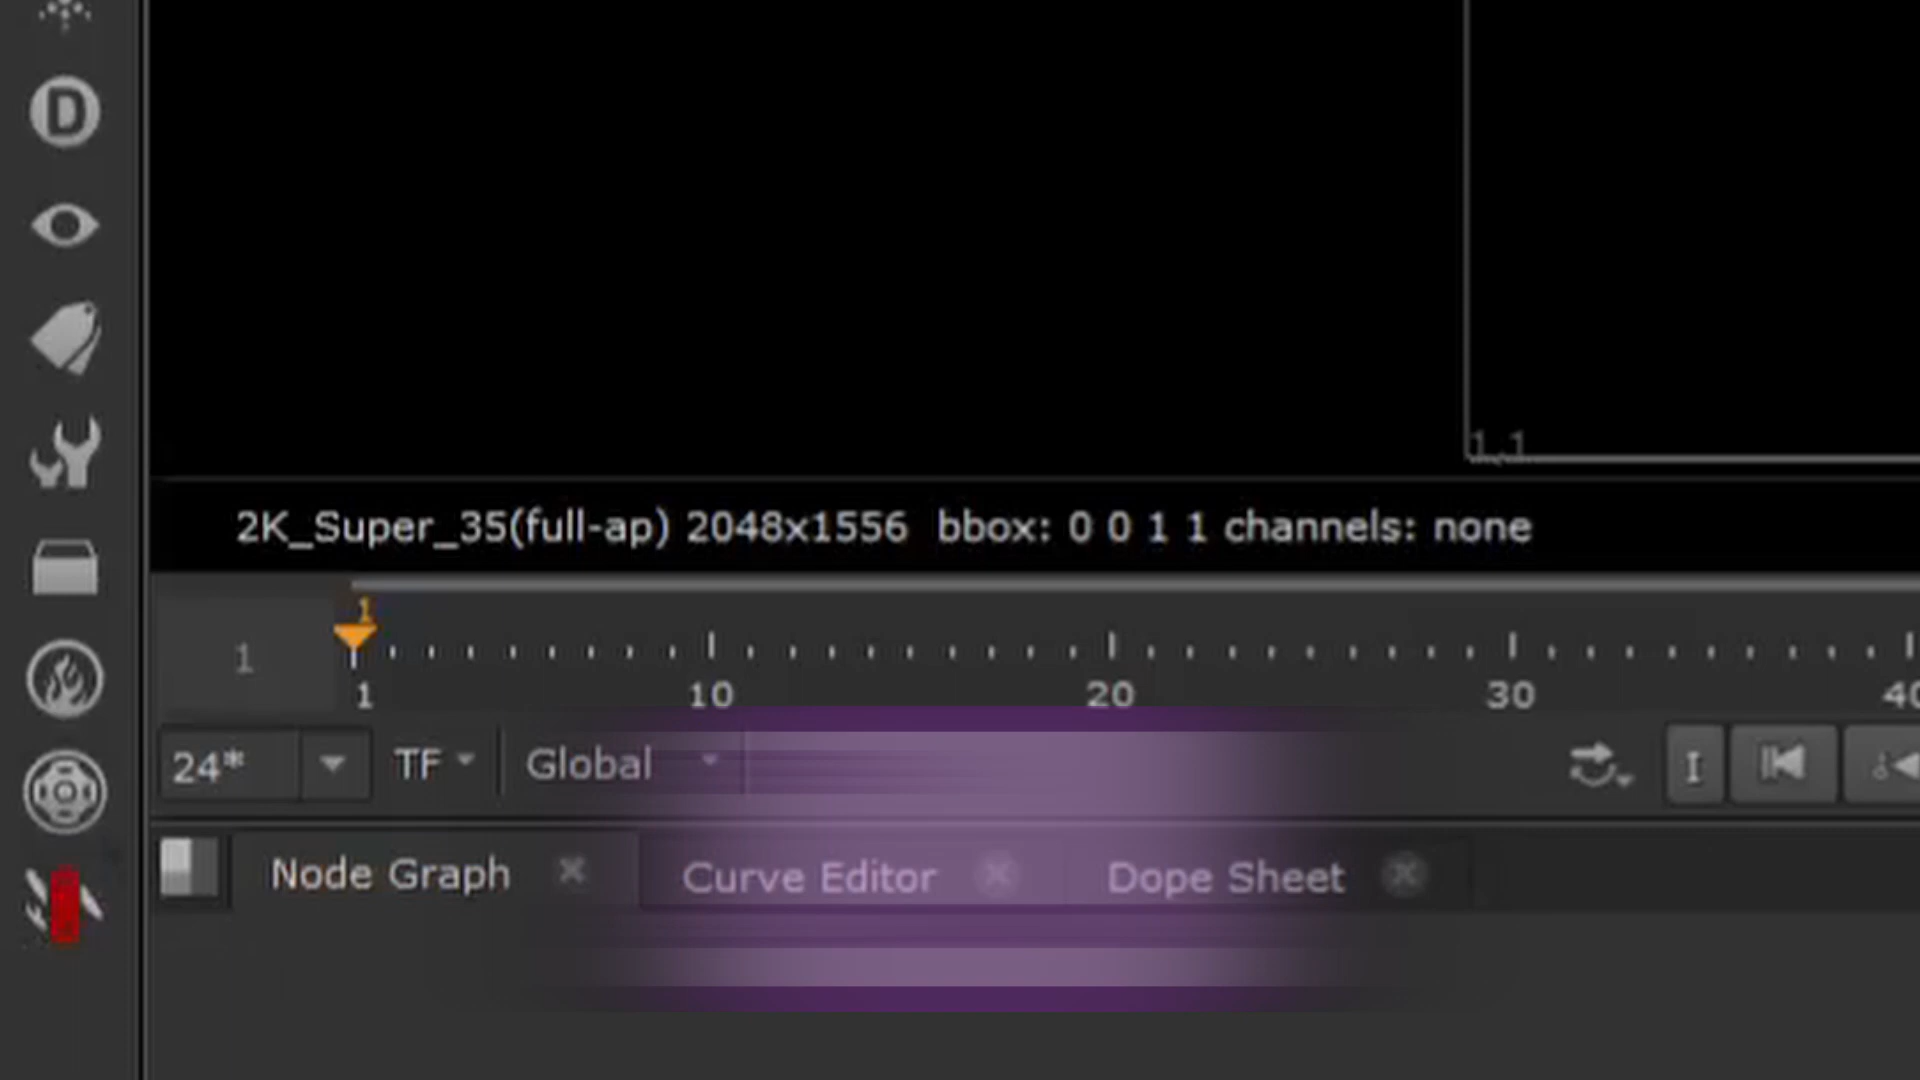 D
1,1
2K_Super_35(full-ap) 2048x1556 bbox: 0 0 1 1 channels: none
1
1
1 10 20 30 40
24* TF Global I
Node Graph Curve Editor Dope Sheet